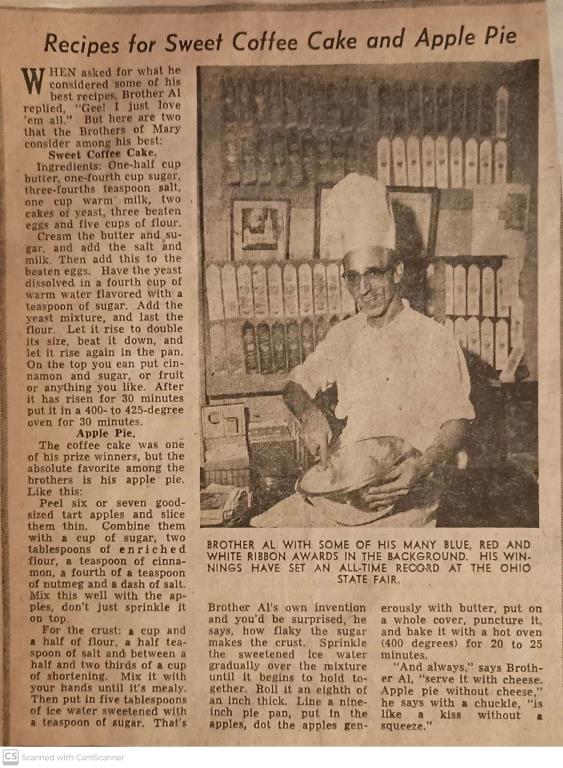 Recipes for Sweet Coffee Cake and Apple Pie
WHEN asked for what he
considered some of his
best recipes, Brother Al
replied, "Gee! I just love
'em all." But here are two
that the Brothers of Mary
consider among his best:
Sweet Coffee Cake.
Ingredients: One-half cup
butter, one-fourth cup sugar,
three-fourths teaspoon salt,
one cup warm milk, two
cakes of yeast, three beaten
eggs and five cups of flour.
Cream the butter and su-
gar, and add the salt and
milk. Then add this to the
beaten eggs. Have the yeast
dissolved in a fourth cup of
warm water flavored with a
teaspoon of sugar. Add the
yeast mixture, and last the
flour. Let it rise to double
its size, beat it down, and
let it rise again in the pan.
On the top you can put cin-
namon and sugar, or fruit
or anything you like. After
it has risen for 30 minutes
put it in a 400- to 425-degree
oven for 30 minutes.
Apple Pie.
The coffee cake was one
of his prize winners, but the
absolute favorite among the
brothers is his apple pie.
Like this:
Peel six or seven good-
sized tart apples and slice
them thin. Combine them
with a cup of sugar, two
tablespoons of enriched
flour, a teaspoon of cinna-
mon, a fourth of a teaspoon
of nutmeg and a dash of salt.
Mix this well with the ap-
ples, don't just sprinkle it
on top.
For the crust: a cup and
a half of flour, a half tea-
spoon of salt and between a
half and two thirds of a cup
of shortening. Mix it with
your hands until it's mealy.
Then put in five tablespoons
of ice water sweetened with
a teaspoon of sugar. That's
BROTHER AL WITH SOME OF HIS MANY BLUE, RED AND
WHITE RIBBON AWARDS IN THE BACKGROUND. HIS WIN-
NINGS HAVE SET AN ALL-TIME RECORD AT THE OHIO
STATE FAIR.
Brother Al's own invention
and you'd be surprised, he
says, how flaky the sugar
makes the crust. Sprinkle
the sweetened ice water
gradually over the mixture
until it begins to hold to-
gether. Roll it an eighth of
an inch thick. Line a nine-
inch pie pan, put in the
apples, dot the apples gen-
erously with butter, put on
a whole cover, puncture it,
and bake it with a hot oven
(400 degrees) for 20 to 25
minutes.
"And always," says Broth-
er Al, "serve it with cheese.
Apple pie without cheese,"
he says with a chuckle, "is
like a kiss without a
squeeze."
CS Scanned with CamScanner